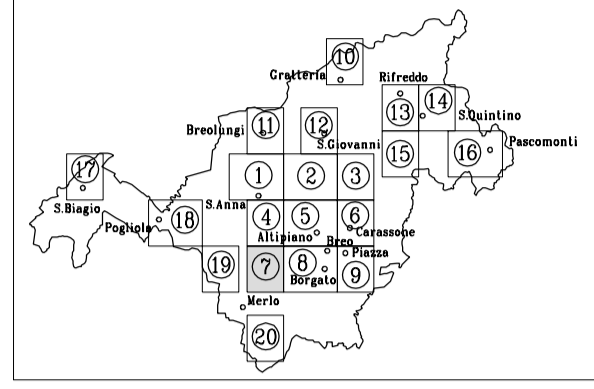 10
Gratteria
Rifreddo
14
13
S.Quintino
11
Breolungi
12
S.Giovanni
15
16
Pascomonti
17
S.Biagio
1
2
3
S.Anna
Pogliola
18
4
5
6
Altipiano
Carassone
Breo
Piazza
19
7
8
Borgato
9
Merlo
20